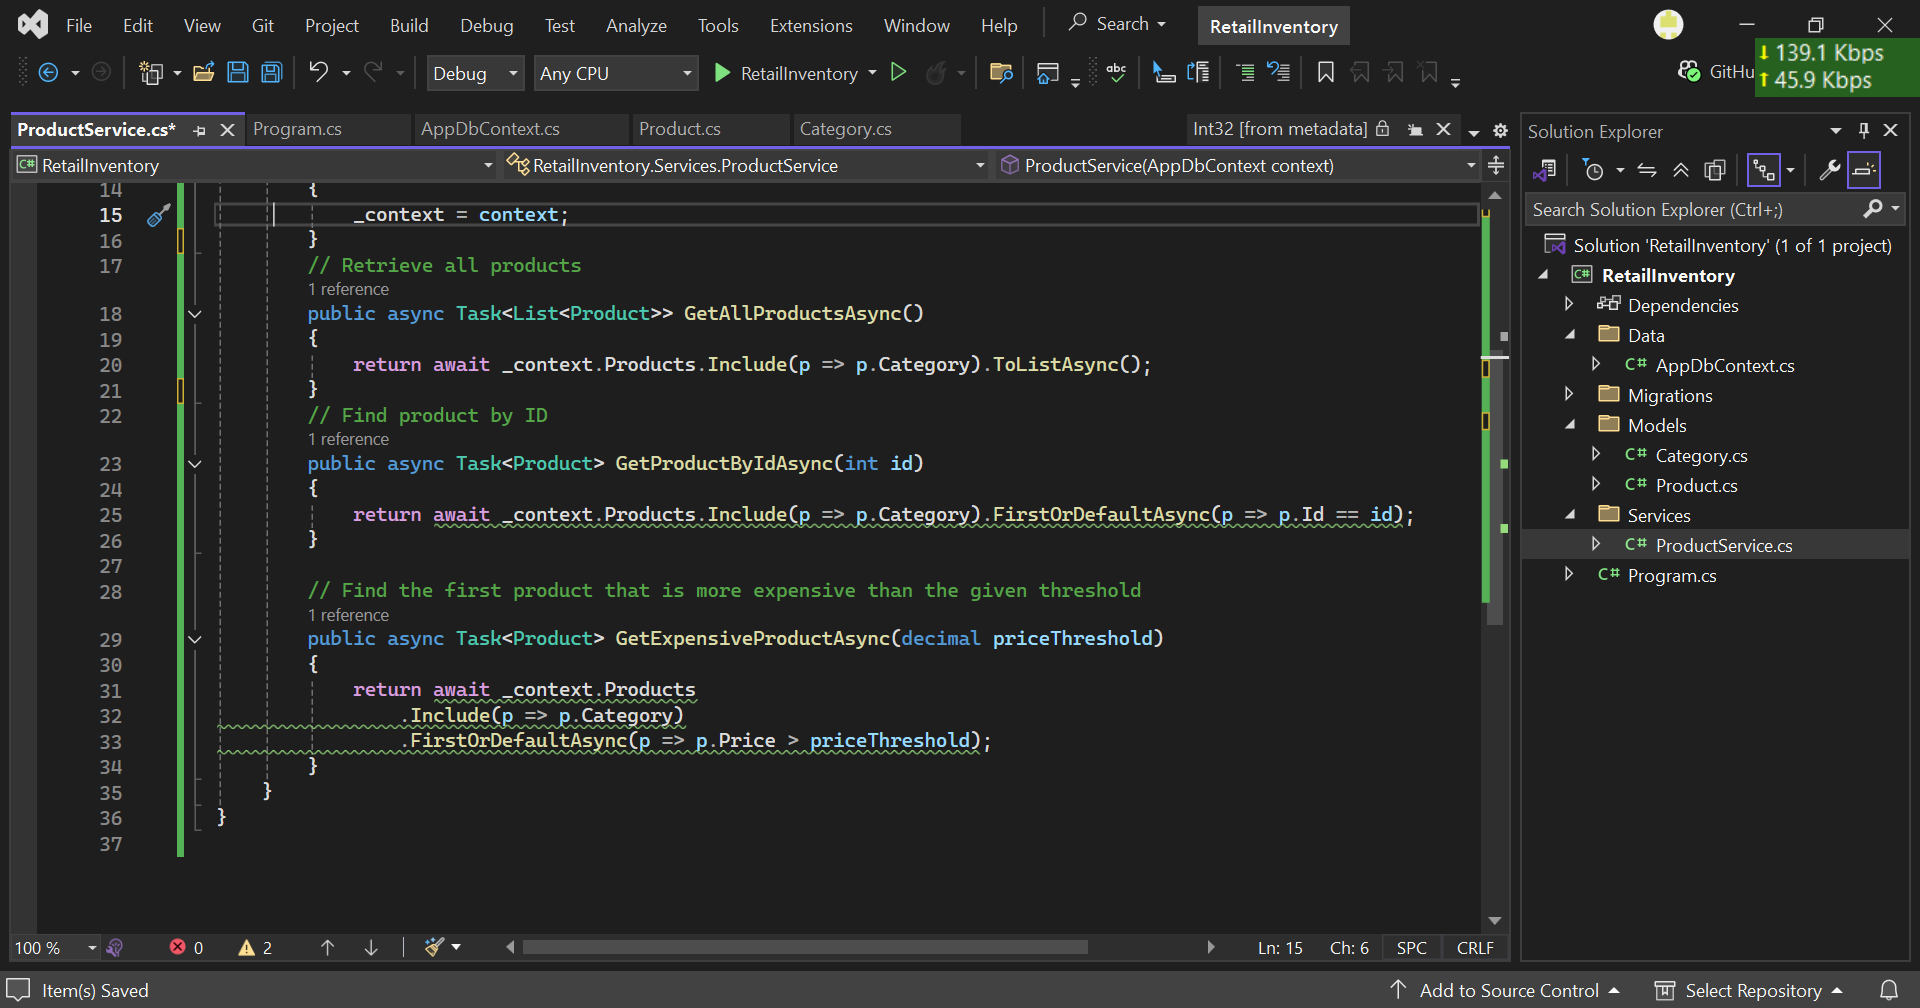 File Edit View Git Project Build Debug Test Analyze Tools Extensions Window Help Search RetailInventory
139.1 Kbps
45.9 Kbps
Debug Any CPU RetailInventory GitHu
ProductService.cs* Program.cs AppDbContext.cs Product.cs Category.cs Int32 [from metadata]
C# RetailInventory RetailInventory.Services.ProductService ProductService(AppDbContext context)
14 {
15 _context = context;
16 }
17 // Retrieve all products
1 reference
18 public async Task<List<Product>> GetAllProductsAsync()
19 {
20 return await _context.Products.Include(p => p.Category).ToListAsync();
21 }
22 // Find product by ID
1 reference
23 public async Task<Product> GetProductByIdAsync(int id)
24 {
25 return await _context.Products.Include(p => p.Category).FirstOrDefaultAsync(p => p.Id == id);
26 }
27
28 // Find the first product that is more expensive than the given threshold
1 reference
29 public async Task<Product> GetExpensiveProductAsync(decimal priceThreshold)
30 {
31 return await _context.Products
32 .Include(p => p.Category)
33 .FirstOrDefaultAsync(p => p.Price > priceThreshold);
34 }
35 }
36 }
37
100 % 0 2 Ln: 15 Ch: 6 SPC CRLF
Solution Explorer
Search Solution Explorer (Ctrl+;)
Solution 'RetailInventory' (1 of 1 project)
C# RetailInventory
Dependencies
Data
C# AppDbContext.cs
Migrations
Models
C# Category.cs
C# Product.cs
Services
C# ProductService.cs
C# Program.cs
Item(s) Saved Add to Source Control Select Repository